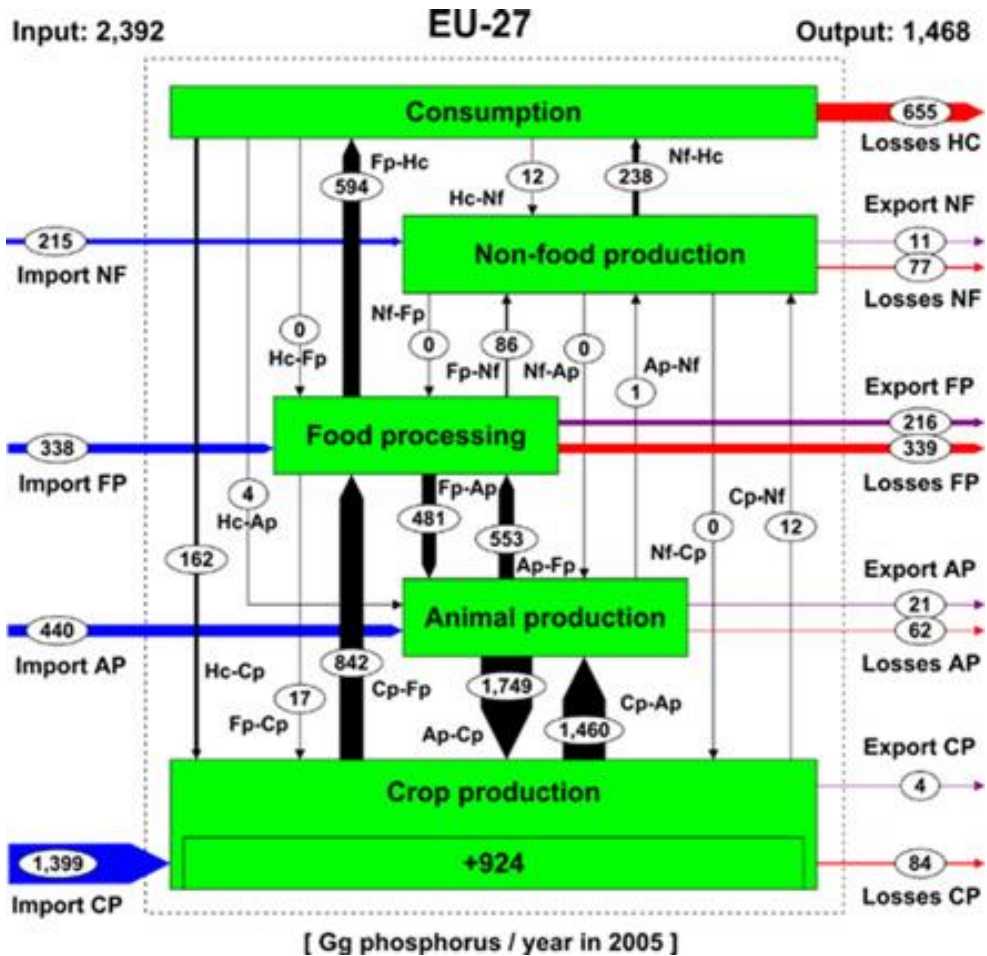 EU-27
Input: 2,392
Output: 1,468
Consumption
655
Losses HC
Fp-Hc
594
12
Hc-Nf
Nf-Hc
238
Export NF
215
Import NF
Non-food production
11
77
Losses NF
0
Hc-Fp
Nf-Fp
0
86
Fp-Nf
0
Nf-Ap
Ap-Nf
1
Export FP
216
Food processing
338
Import FP
339
Losses FP
4
Hc-Ap
Fp-Ap
481
553
Ap-Fp
Cp-Nf
0
12
Nf-Cp
162
Export AP
21
Animal production
440
Import AP
62
Losses AP
Hc-Cp
842
Cp-Fp
17
Fp-Cp
1,749
Ap-Cp
Cp-Ap
1,460
Export CP
4
Crop production
+924
1,399
Import CP
84
Losses CP
[ Gg phosphorus / year in 2005 ]